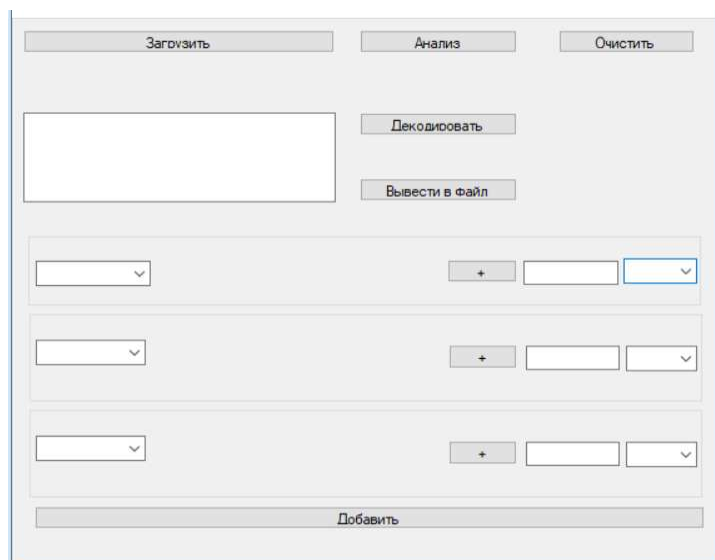 Загрузить Анализ Очистить
Декодировать
Вывести в Файл
+
+
+
Добавить